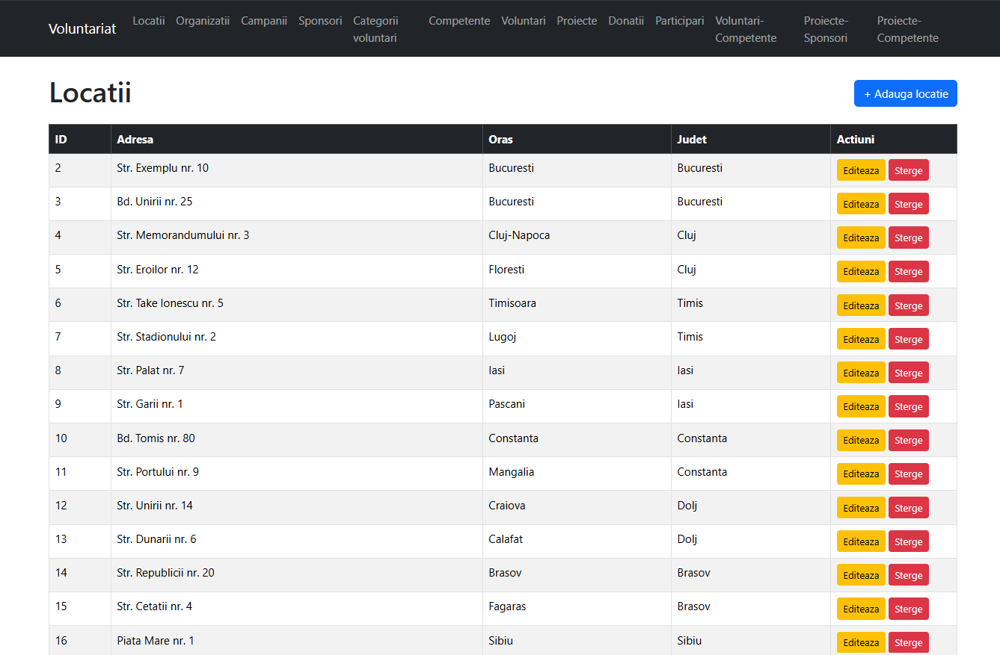 Voluntariat Locatii Organizatii Campanii Sponsori Categorii voluntari Competente Voluntari Proiecte Donatii Participari Voluntari-Competente Proiecte-Sponsori Proiecte-Competente
Locatii + Adauga locatie
ID Adresa Oras Judet Actiuni
2 Str. Exemplu nr. 10 Bucuresti Bucuresti Editeaza Sterge
3 Bd. Unirii nr. 25 Bucuresti Bucuresti Editeaza Sterge
4 Str. Memorandumului nr. 3 Cluj-Napoca Cluj Editeaza Sterge
5 Str. Eroilor nr. 12 Floresti Cluj Editeaza Sterge
6 Str. Take Ionescu nr. 5 Timisoara Timis Editeaza Sterge
7 Str. Stadionului nr. 2 Lugoj Timis Editeaza Sterge
8 Str. Palat nr. 7 Iasi Iasi Editeaza Sterge
9 Str. Garii nr. 1 Pascani Iasi Editeaza Sterge
10 Bd. Tomis nr. 80 Constanta Constanta Editeaza Sterge
11 Str. Portului nr. 9 Mangalia Constanta Editeaza Sterge
12 Str. Unirii nr. 14 Craiova Dolj Editeaza Sterge
13 Str. Dunarii nr. 6 Calafat Dolj Editeaza Sterge
14 Str. Republicii nr. 20 Brasov Brasov Editeaza Sterge
15 Str. Cetatii nr. 4 Fagaras Brasov Editeaza Sterge
16 Piata Mare nr. 1 Sibiu Sibiu Editeaza Sterge